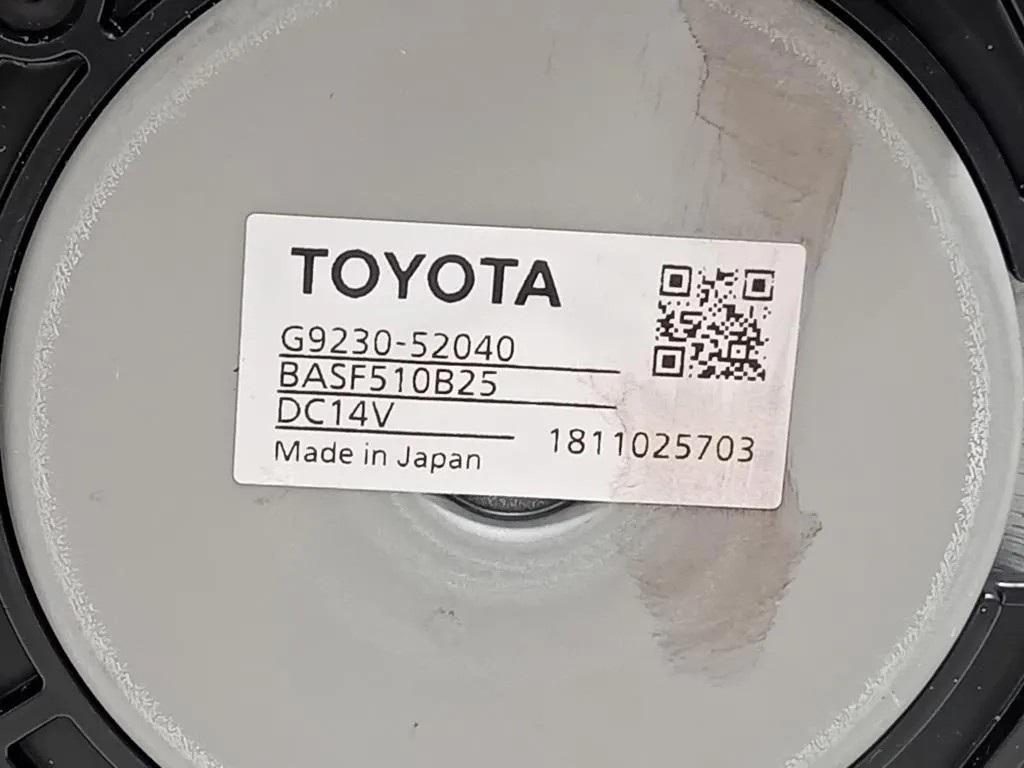 TOYOTA
G9230-52040
BASF510B25
DC14V
1811025703
Made in Japan